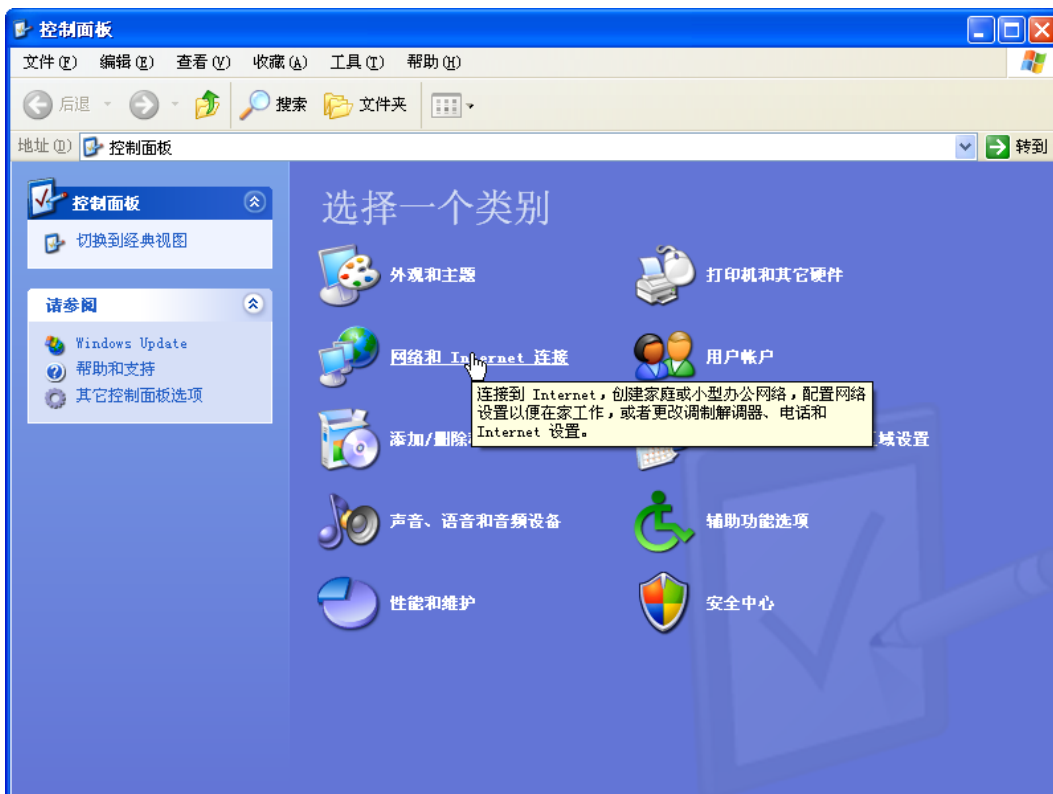 控制面板
文件(F) 编辑(E) 查看(V) 收藏(A) 工具(T) 帮助(H)
后退 搜索 文件夹
地址(D) 控制面板 转到
控制面板
切换到经典视图
请参阅
Windows Update
帮助和支持
其它控制面板选项
选择一个类别
外观和主题
打印机和其它硬件
网络和 Internet 连接
用户帐户
连接到 Internet，创建家庭或小型办公网络，配置网络
设置以便在家工作，或者更改调制解调器、电话和
Internet 设置。
添加/删除
域设置
声音、语音和音频设备
辅助功能选项
性能和维护
安全中心